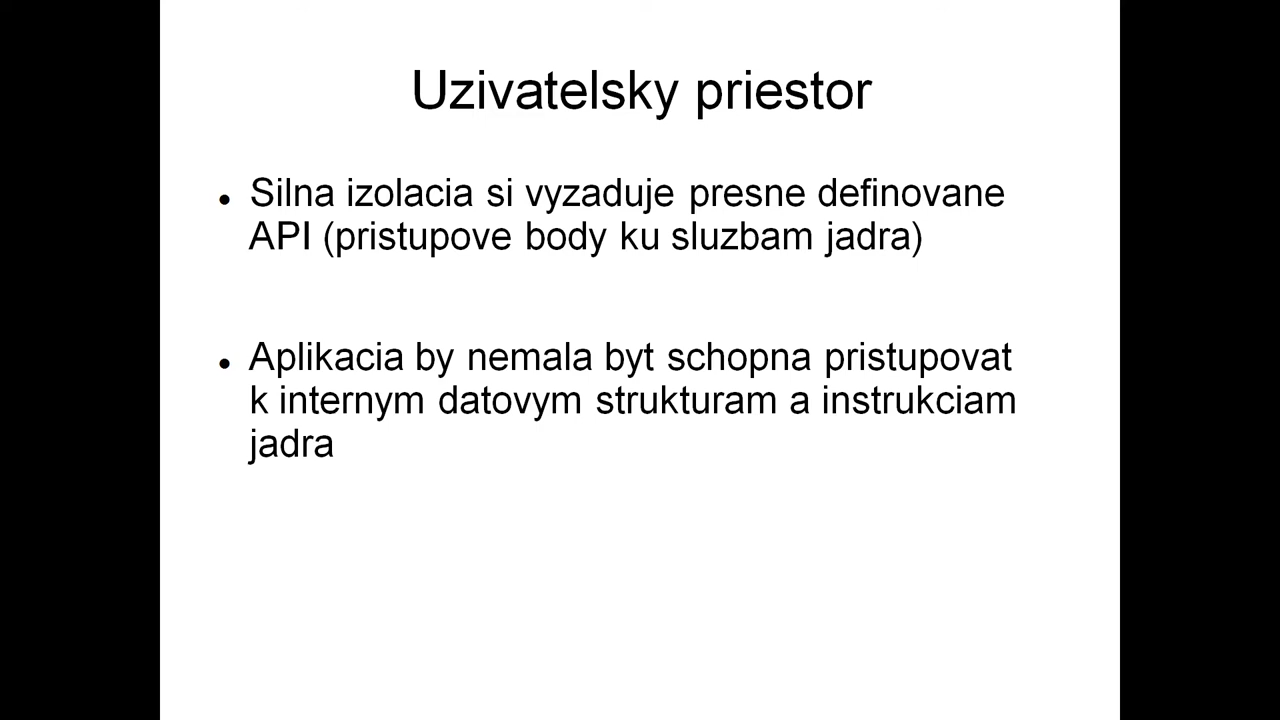 Uzivatelsky priestor
● Silna izolacia si vyzaduje presne definovane
API (pristupove body ku sluzbam jadra)
● Aplikacia by nemala byt schopna pristupovat
k internym datovym strukturam a instrukciam
jadra